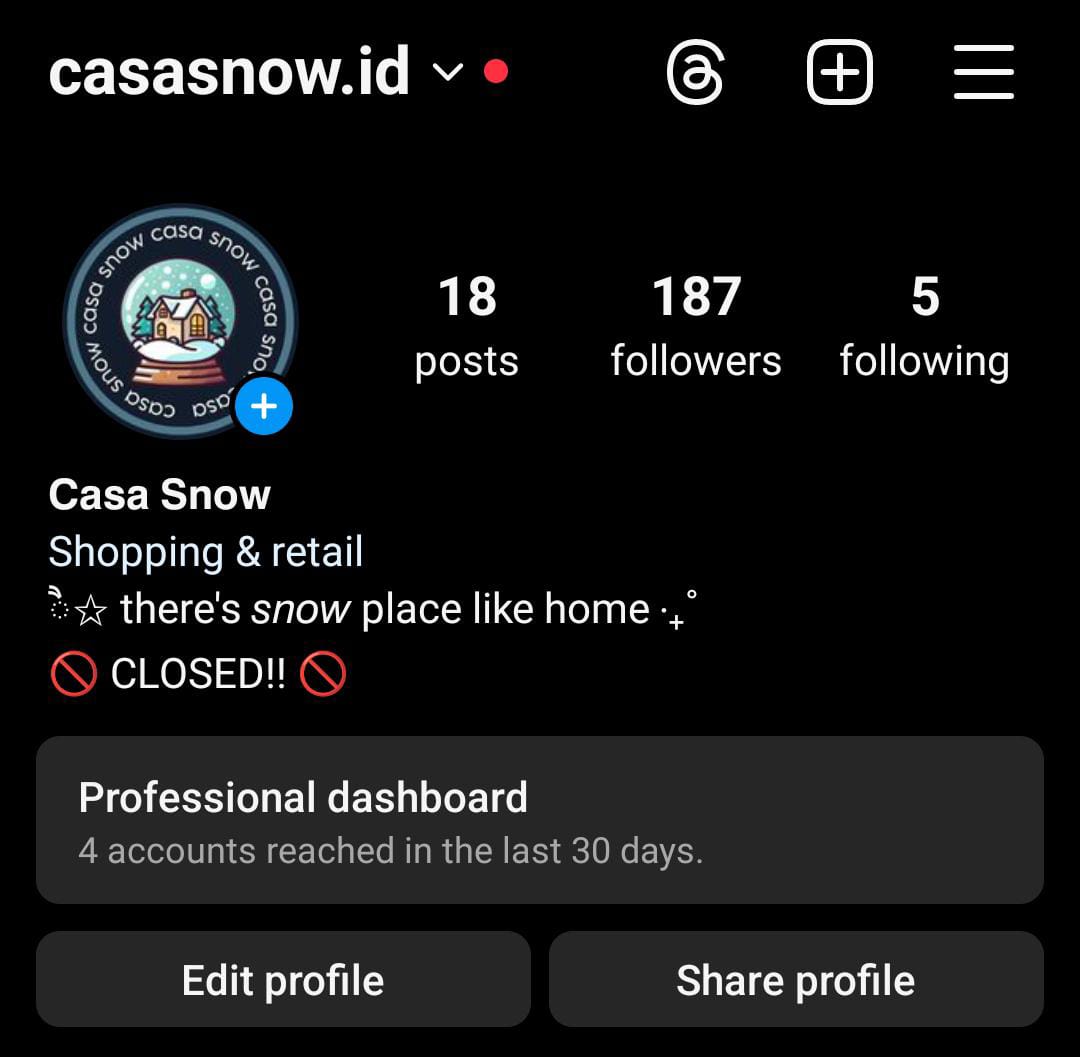 casasnow.id
casa snow casa snow casa snow casa casa snow
18 187 5
posts followers following
Casa Snow
Shopping & retail
ੈ☆ there's snow place like home ‧₊˚
🚫 CLOSED!! 🚫
Professional dashboard
4 accounts reached in the last 30 days.
Edit profile
Share profile